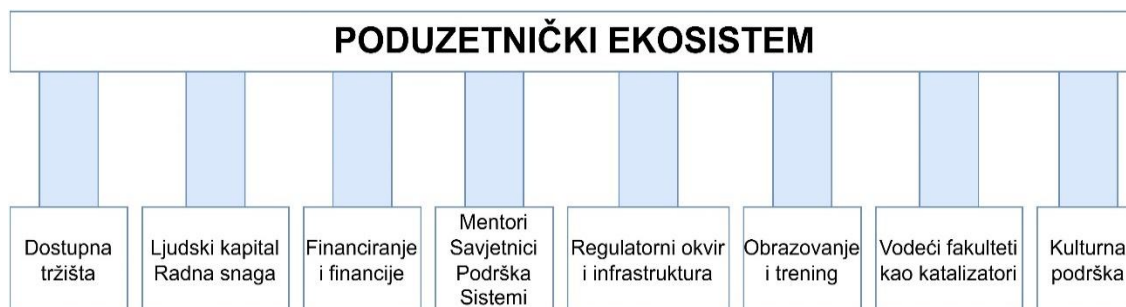 PODUZETNIČKI EKOSISTEM
Dostupna
tržišta
Ljudski kapital
Radna snaga
Financiranje
i financije
Mentori
Savjetnici
Podrška
Sistemi
Regulatorni okvir
i infrastruktura
Obrazovanje
i trening
Vodeći fakulteti
kao katalizatori
Kulturna
podrška